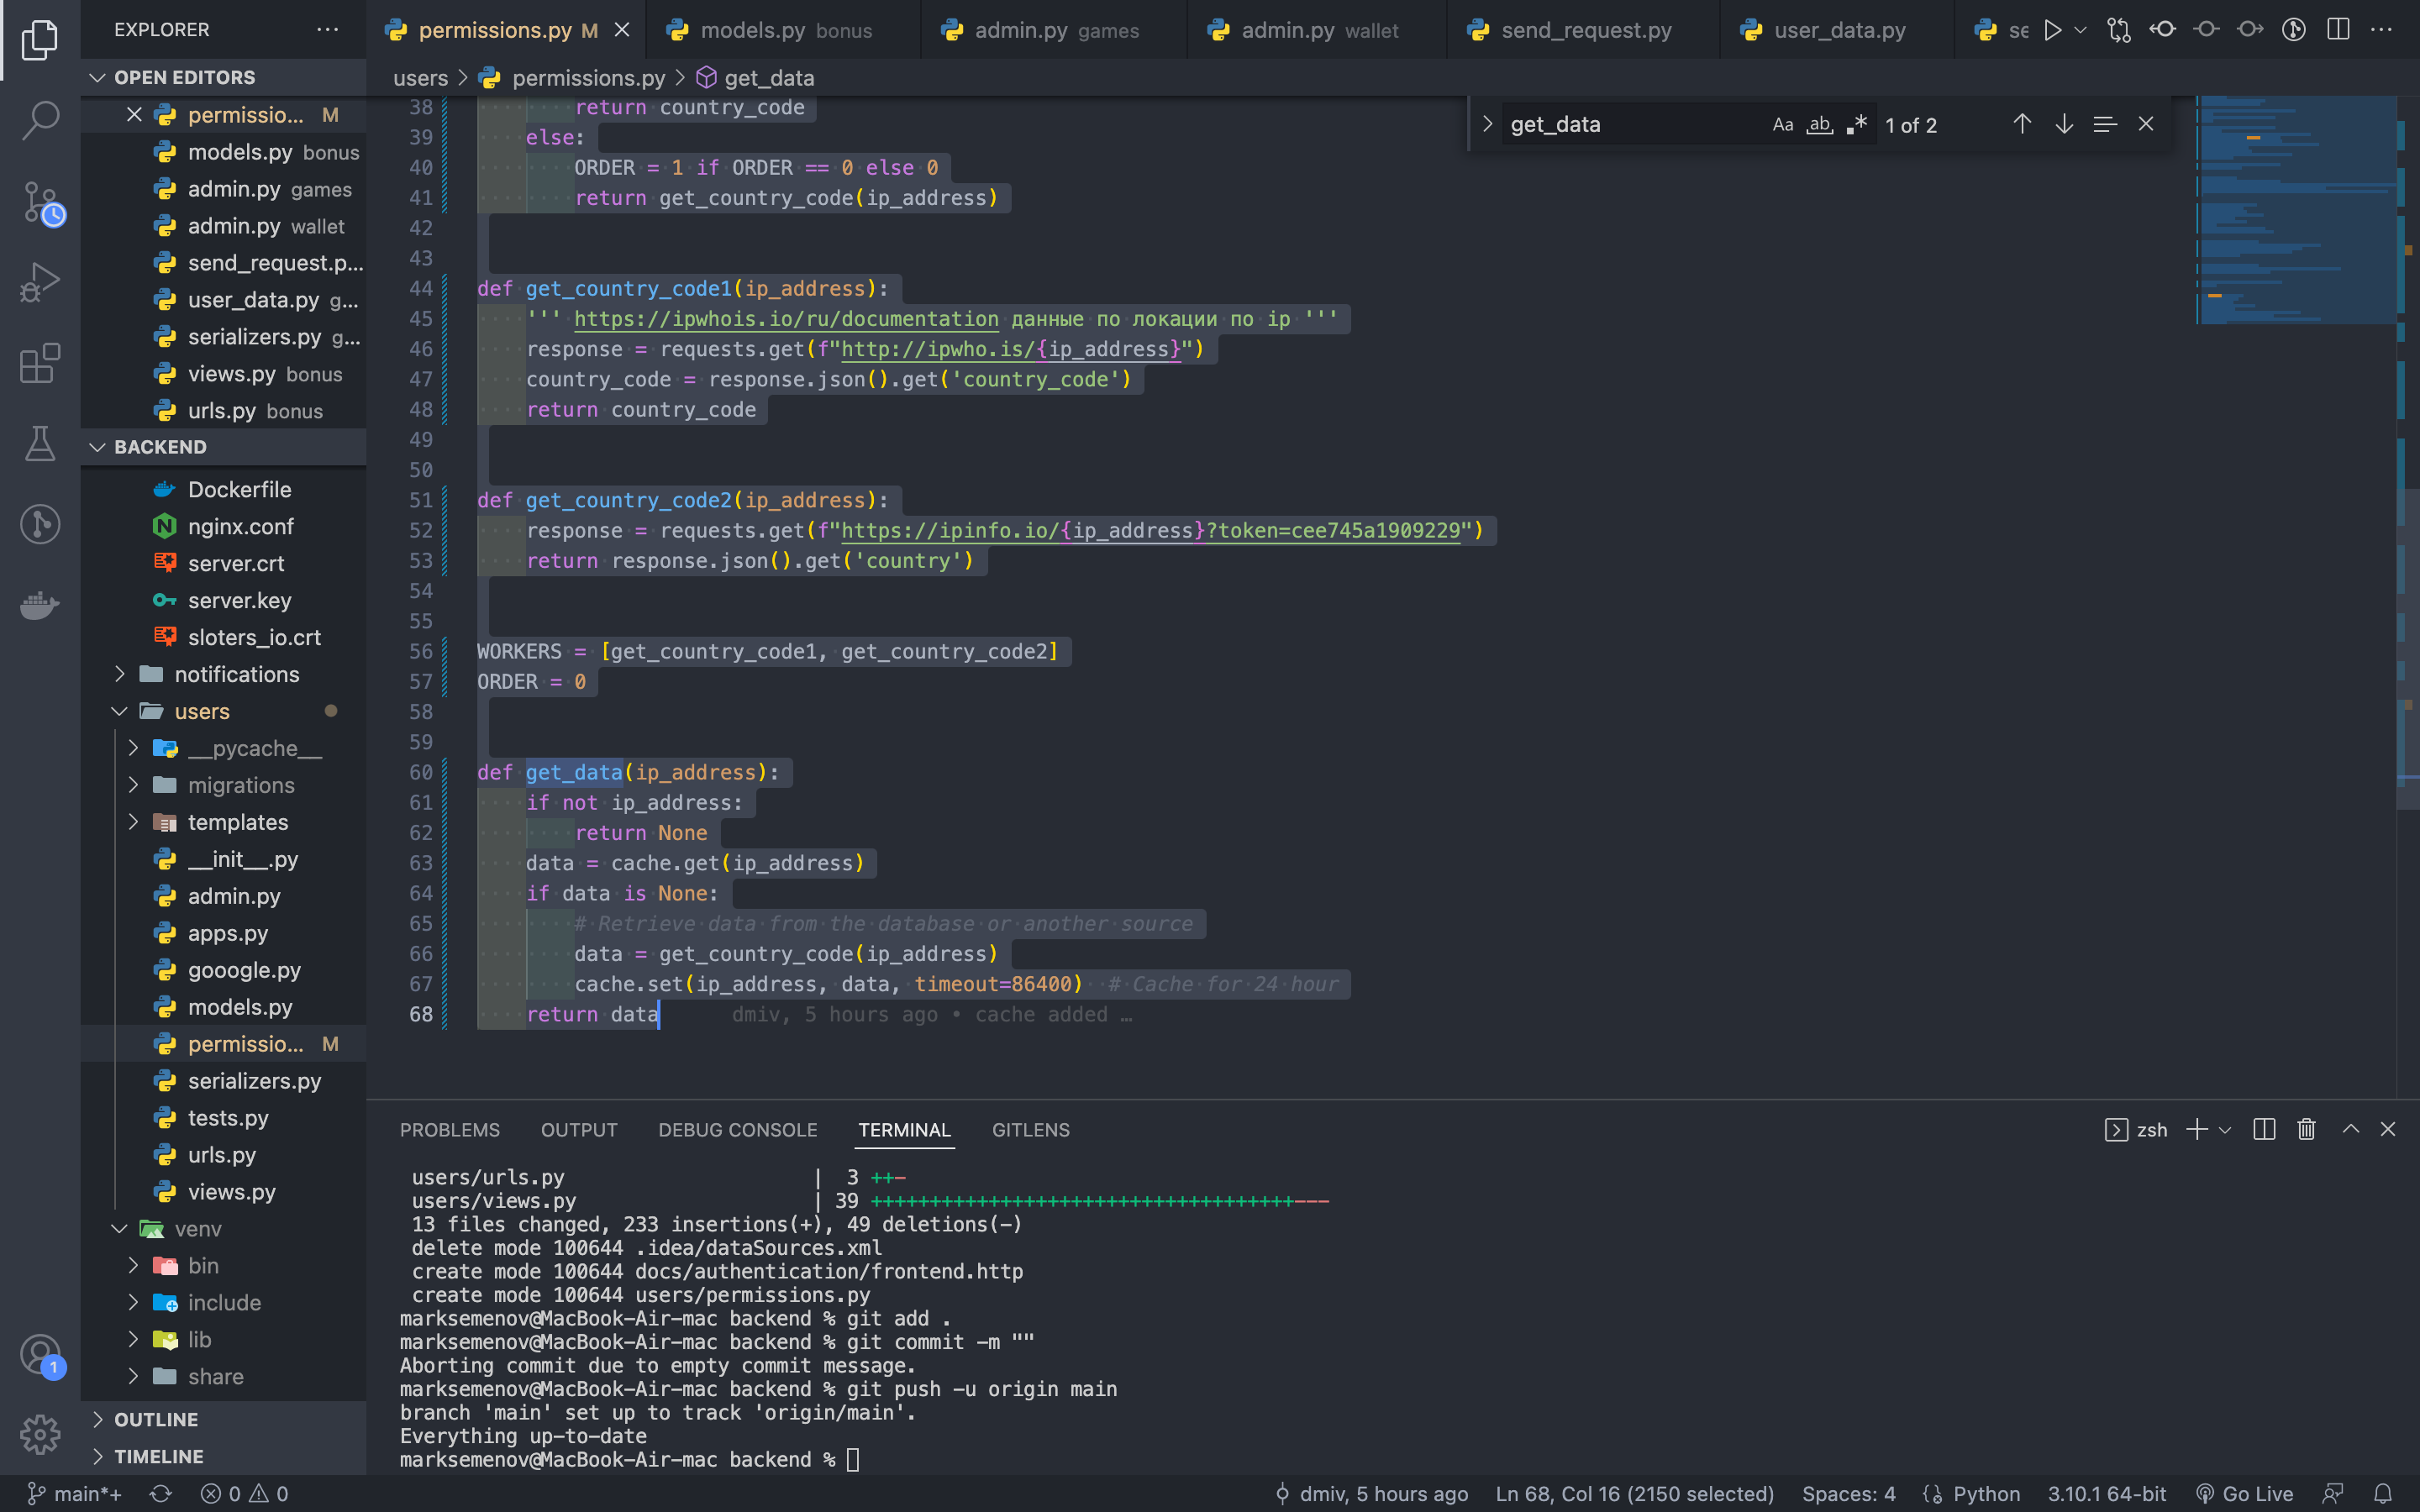 EXPLORER
OPEN EDITORS
permissio... M
models.py bonus
admin.py games
admin.py wallet
send_request.p...
user_data.py g...
serializers.py g...
views.py bonus
urls.py bonus
BACKEND
Dockerfile
nginx.conf
server.crt
server.key
sloters_io.crt
notifications
users
__pycache__
migrations
templates
__init__.py
admin.py
apps.py
gooogle.py
models.py
permissio... M
serializers.py
tests.py
urls.py
views.py
venv
bin
include
lib
share
OUTLINE
TIMELINE
1
permissions.py M
models.py bonus
admin.py games
admin.py wallet
send_request.py
user_data.py
se
users > permissions.py > get_data
get_data Aa ab .* 1 of 2
38 return country_code
39 else:
40 ORDER = 1 if ORDER == 0 else 0
41 return get_country_code(ip_address)
42
43
44 def get_country_code1(ip_address):
45 ''' https://ipwhois.io/ru/documentation данные по локации по ip '''
46 response = requests.get(f"http://ipwho.is/{ip_address}")
47 country_code = response.json().get('country_code')
48 return country_code
49
50
51 def get_country_code2(ip_address):
52 response = requests.get(f"https://ipinfo.io/{ip_address}?token=cee745a1909229")
53 return response.json().get('country')
54
55
56 WORKERS = [get_country_code1, get_country_code2]
57 ORDER = 0
58
59
60 def get_data(ip_address):
61 if not ip_address:
62 return None
63 data = cache.get(ip_address)
64 if data is None:
65 # Retrieve data from the database or another source
66 data = get_country_code(ip_address)
67 cache.set(ip_address, data, timeout=86400) # Cache for 24 hour
68 return data dmiv, 5 hours ago • cache added …
PROBLEMS OUTPUT DEBUG CONSOLE TERMINAL GITLENS
zsh
users/urls.py | 3 ++-
users/views.py | 39 ++++++++++++++++++++++++++++++++++++---
13 files changed, 233 insertions(+), 49 deletions(-)
delete mode 100644 .idea/dataSources.xml
create mode 100644 docs/authentication/frontend.http
create mode 100644 users/permissions.py
marksemenov@MacBook-Air-mac backend % git add .
marksemenov@MacBook-Air-mac backend % git commit -m ""
Aborting commit due to empty commit message.
marksemenov@MacBook-Air-mac backend % git push -u origin main
branch 'main' set up to track 'origin/main'.
Everything up-to-date
marksemenov@MacBook-Air-mac backend %
main*+ 0 0 dmiv, 5 hours ago Ln 68, Col 16 (2150 selected) Spaces: 4 Python 3.10.1 64-bit Go Live